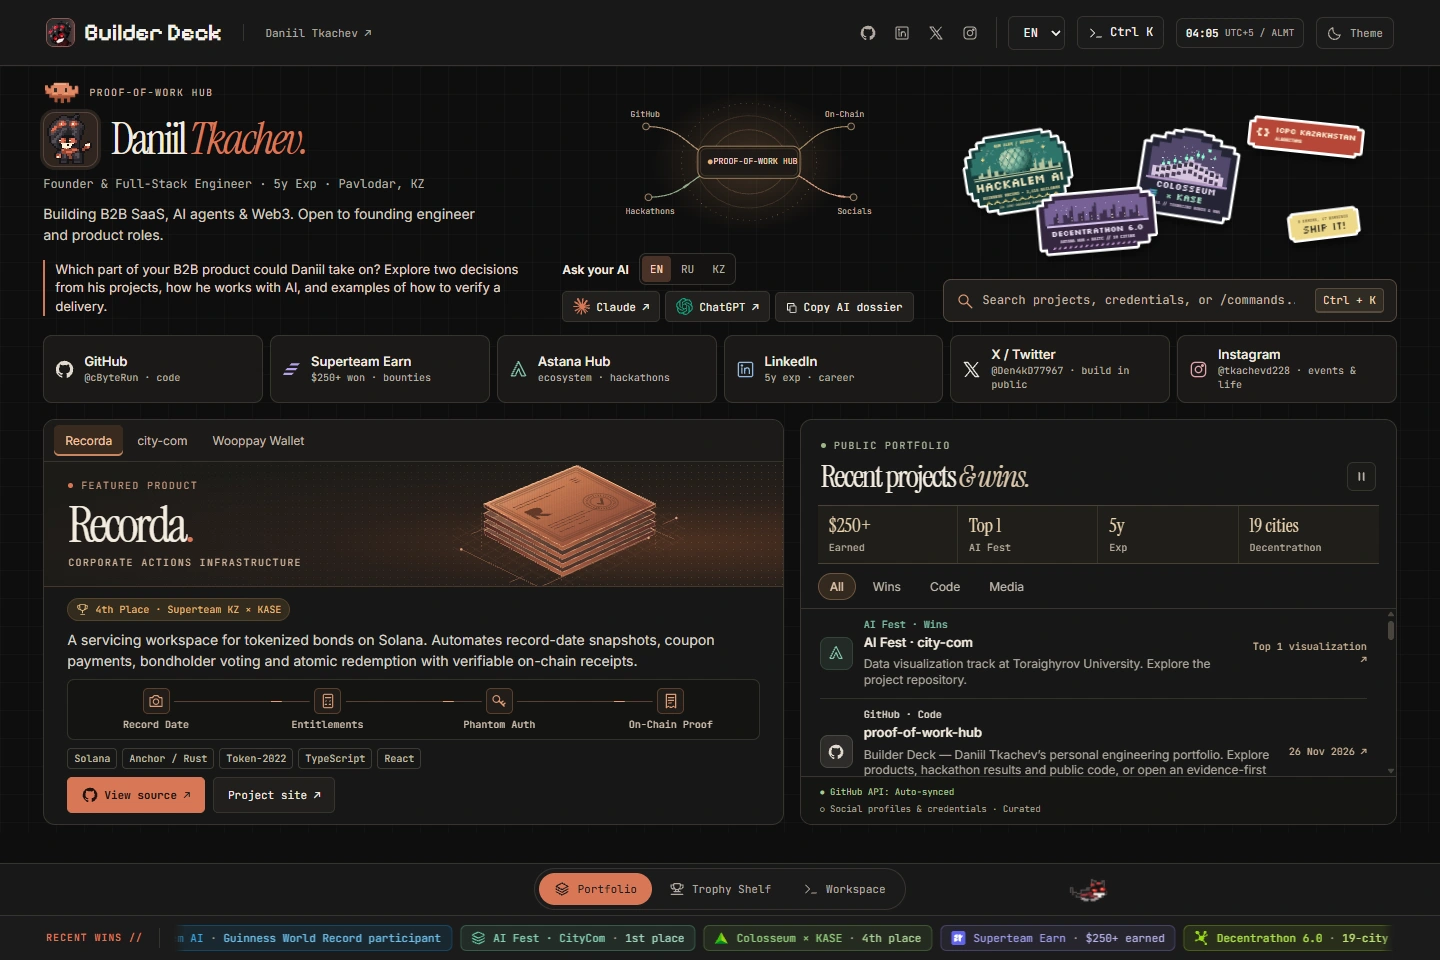 Builder Deck
Daniil Tkachev ↗
EN
Ctrl K
04:05 UTC+5 / ALMT
Theme
PROOF-OF-WORK HUB
Daniil Tkachev.
Founder & Full-Stack Engineer · 5y Exp · Pavlodar, KZ
Building B2B SaaS, AI agents & Web3. Open to founding engineer
and product roles.
Which part of your B2B product could Daniil take on? Explore two decisions
from his projects, how he works with AI, and examples of how to verify a
delivery.
GitHub
On-Chain
PROOF-OF-WORK HUB
Hackathons
Socials
Ask your AI
EN RU KZ
Claude ↗
ChatGPT ↗
Copy AI dossier
HACKALEM AI
DECENTRATHON 6.0
COLOSSEUM
× KASE
ICPC KAZAKHSTAN
SHIP IT!
Search projects, credentials, or /commands..
Ctrl + K
GitHub
@cByteRun · code
Superteam Earn
$250+ won · bounties
Astana Hub
ecosystem · hackathons
LinkedIn
5y exp · career
X / Twitter
@Den4kD77967 · build in
public
Instagram
@tkachevd228 · events &
life
Recorda city-com Wooppay Wallet
FEATURED PRODUCT
Recorda.
CORPORATE ACTIONS INFRASTRUCTURE
4th Place · Superteam KZ × KASE
A servicing workspace for tokenized bonds on Solana. Automates record-date snapshots, coupon
payments, bondholder voting and atomic redemption with verifiable on-chain receipts.
Record Date
Entitlements
Phantom Auth
On-Chain Proof
Solana Anchor / Rust Token-2022 TypeScript React
View source ↗
Project site ↗
PUBLIC PORTFOLIO
Recent projects & wins.
$250+
Earned
Top 1
AI Fest
5y
Exp
19 cities
Decentrathon
All Wins Code Media
AI Fest · Wins
AI Fest · city-com
Data visualization track at Toraighyrov University. Explore the
project repository.
Top 1 visualization
↗
GitHub · Code
proof-of-work-hub
Builder Deck — Daniil Tkachev's personal engineering portfolio. Explore
products, hackathon results and public code, or open an evidence-first
26 Nov 2026 ↗
GitHub API: Auto-synced
Social profiles & credentials · Curated
Portfolio
Trophy Shelf
Workspace
RECENT WINS //
AI · Guinness World Record participant
AI Fest · CityCom · 1st place
Colosseum × KASE · 4th place
Superteam Earn · $250+ earned
Decentrathon 6.0 · 19-city